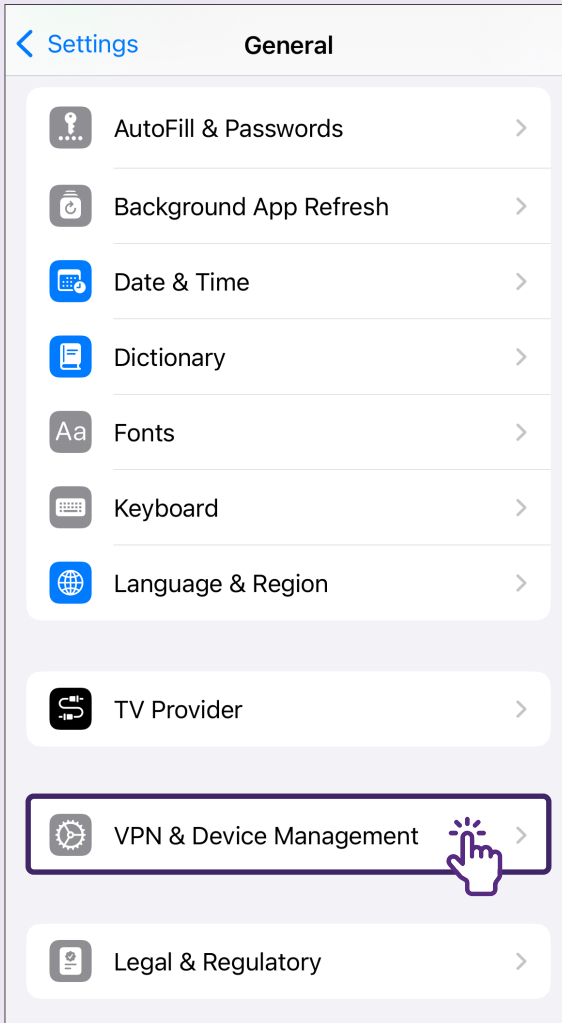 Settings
General
AutoFill & Passwords
Background App Refresh
Date & Time
Dictionary
Aa Fonts
Keyboard
Language & Region
TV Provider
VPN & Device Management
Legal & Regulatory